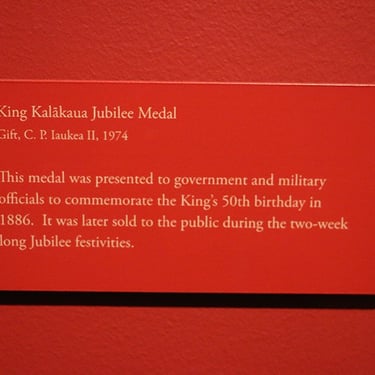 King Kalākaua Jubilee Medal
Gift, C. P. Iaukea II, 1974
This medal was presented to government and military
officials to commemorate the King's 50th birthday in
1886. It was later sold to the public during the two-week
long Jubilee festivities.